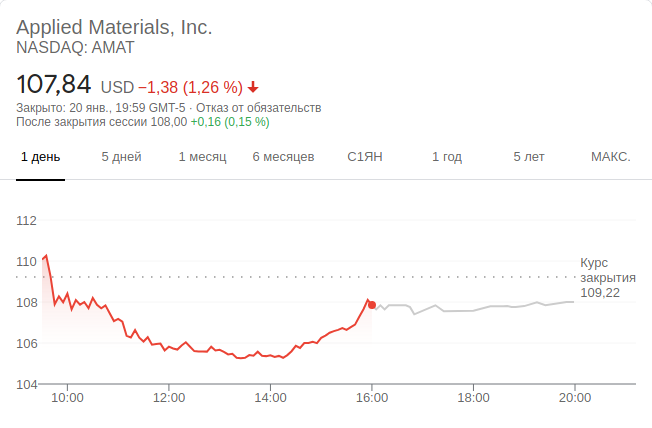 Applied Materials, Inc.
NASDAQ: AMAT
107,84 USD −1,38 (1,26 %)
Закрыто: 20 янв., 19:59 GMT-5 · Отказ от обязательств
После закрытия сессии 108,00 +0,16 (0,15 %)
1 день 5 дней 1 месяц 6 месяцев С1ЯН 1 год 5 лет МАКС.
112
110
Курс
закрытия
109,22
108
106
104
10:00 12:00 14:00 16:00 18:00 20:00